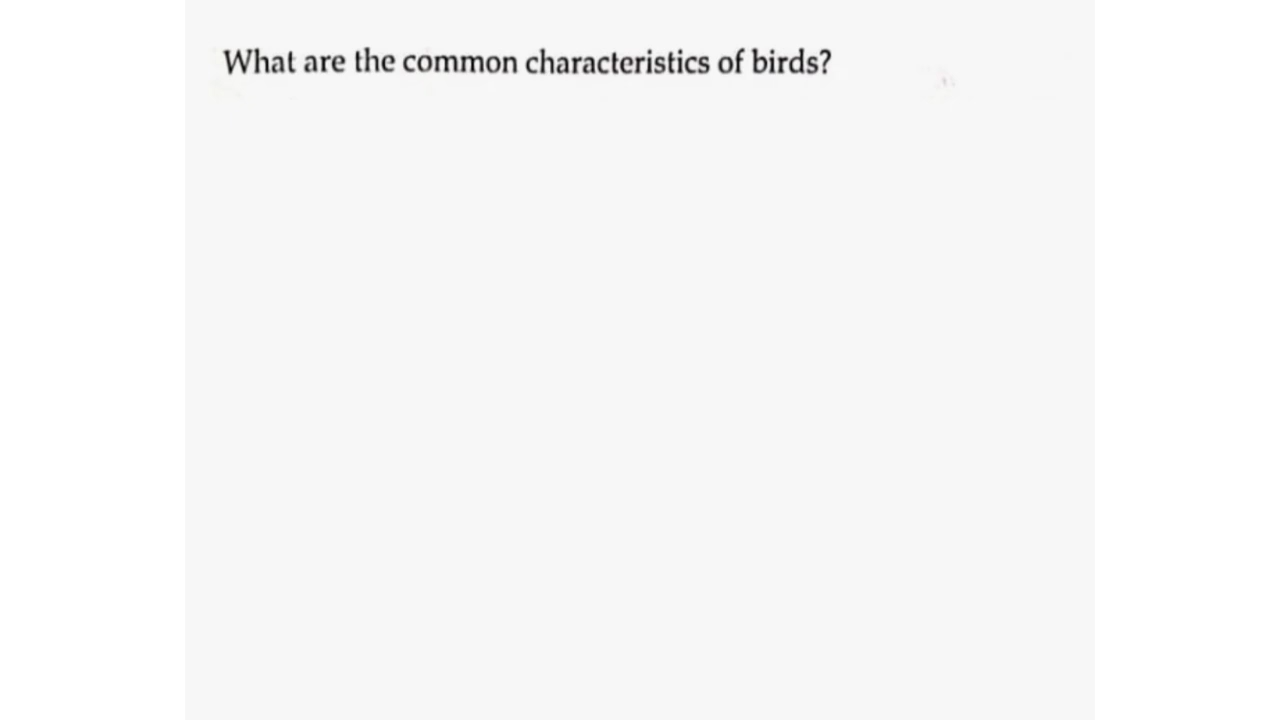 What are the common characteristics of birds?